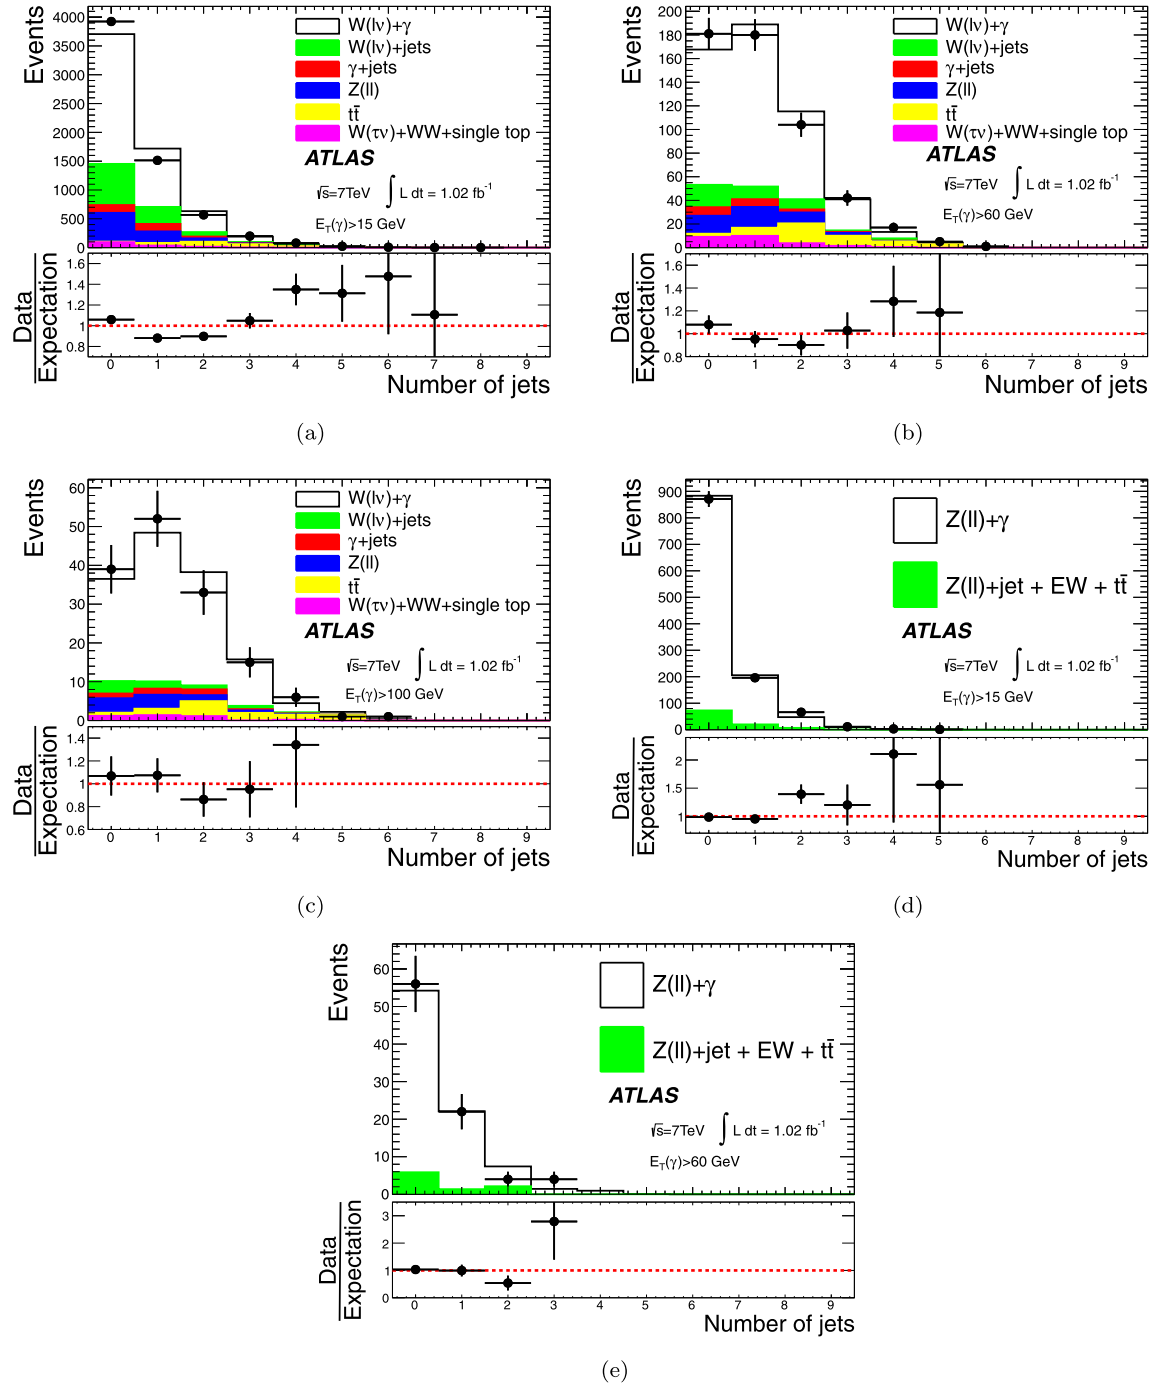 Events
4000
3500
3000
2500
2000
1500
1000
500
0
W(lν)+γ
W(lν)+jets
γ+jets
Z(ll)
tt̄
W(τν)+WW+single top
ATLAS
√s=7TeV ∫ L dt = 1.02 fb⁻¹
E_T(γ)>15 GeV
Data
Expectation
1.6
1.4
1.2
1
0.8
0 1 2 3 4 5 6 7 8 9
Number of jets
(a)
Events
200
180
160
140
120
100
80
60
40
20
0
W(lν)+γ
W(lν)+jets
γ+jets
Z(ll)
tt̄
W(τν)+WW+single top
ATLAS
√s=7TeV ∫ L dt = 1.02 fb⁻¹
E_T(γ)>60 GeV
Data
Expectation
1.6
1.4
1.2
1
0.8
0 1 2 3 4 5 6 7 8 9
Number of jets
(b)
Events
60
50
40
30
20
10
0
W(lν)+γ
W(lν)+jets
γ+jets
Z(ll)
tt̄
W(τν)+WW+single top
ATLAS
√s=7TeV ∫ L dt = 1.02 fb⁻¹
E_T(γ)>100 GeV
Data
Expectation
1.4
1.2
1
0.8
0.6
0 1 2 3 4 5 6 7 8 9
Number of jets
(c)
Events
900
800
700
600
500
400
300
200
100
0
Z(ll)+γ
Z(ll)+jet + EW + tt̄
ATLAS
√s=7TeV ∫ L dt = 1.02 fb⁻¹
E_T(γ)>15 GeV
Data
Expectation
2
1.5
1
0 1 2 3 4 5 6 7 8 9
Number of jets
(d)
Events
60
50
40
30
20
10
0
Z(ll)+γ
Z(ll)+jet + EW + tt̄
ATLAS
√s=7TeV ∫ L dt = 1.02 fb⁻¹
E_T(γ)>60 GeV
Data
Expectation
3
2
1
0
0 1 2 3 4 5 6 7 8 9
Number of jets
(e)